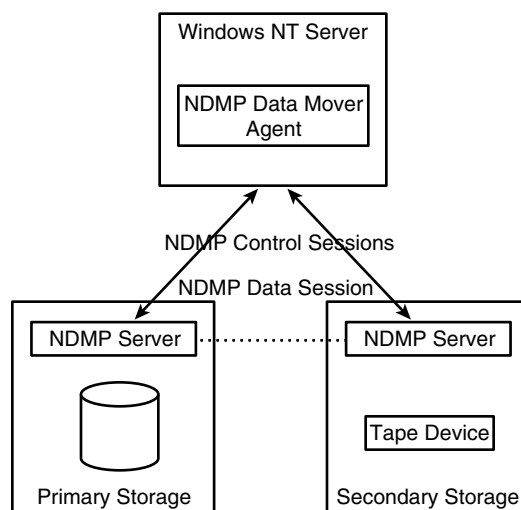 Windows NT Server
NDMP Data Mover
Agent
NDMP Control Sessions
NDMP Data Session
NDMP Server
NDMP Server
Tape Device
Primary Storage
Secondary Storage